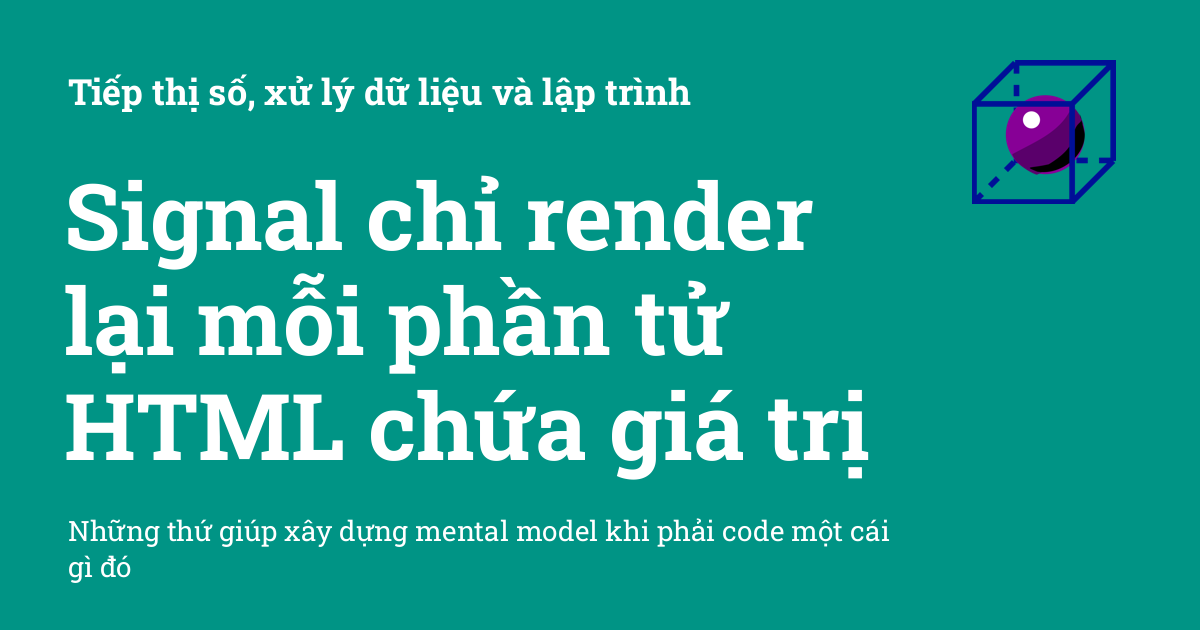 Tiếp thị số, xử lý dữ liệu và lập trình
Signal chỉ render
lại mỗi phần tử
HTML chứa giá trị
Những thứ giúp xây dựng mental model khi phải code một cái
gì đó